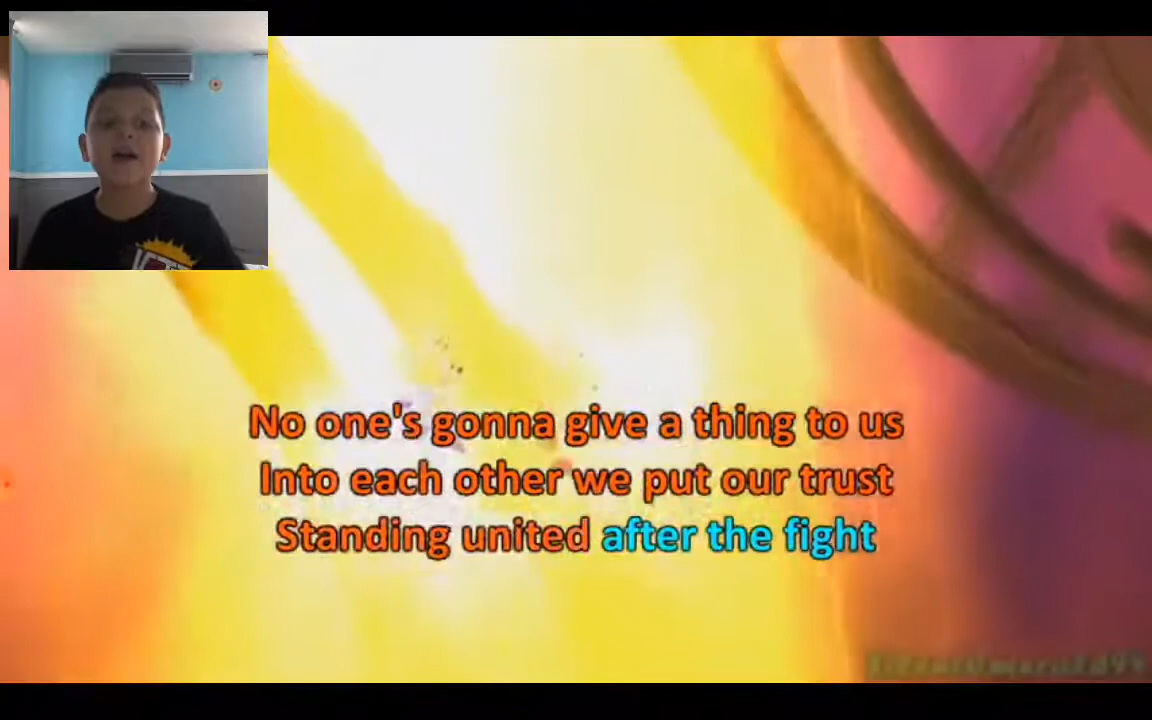 No one's gonna give a thing to us
Into each other we put our trust
Standing united after the fight